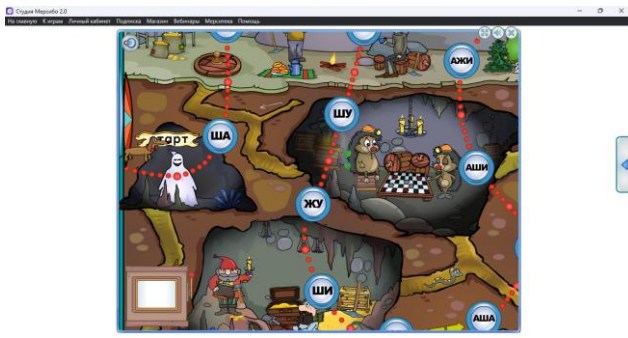 Студия Мерсибо 2.0
На главную К играм Личный кабинет Подписка Магазин Вебинары Мерситека Помощь
АЖИ
ШУ
старт
ША
АШИ
ЖУ
ШИ
АША